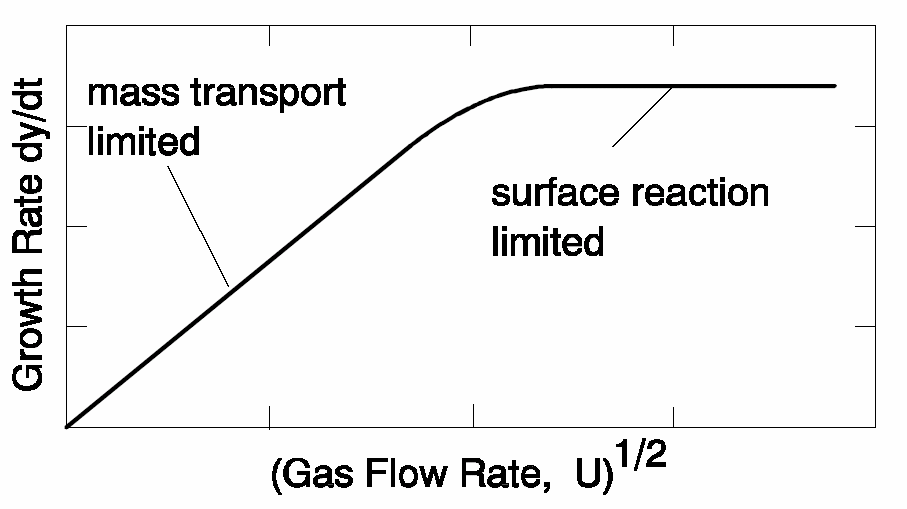 mass transport
limited
surface reaction
limited
Growth Rate dy/dt
(Gas Flow Rate, U)^1/2